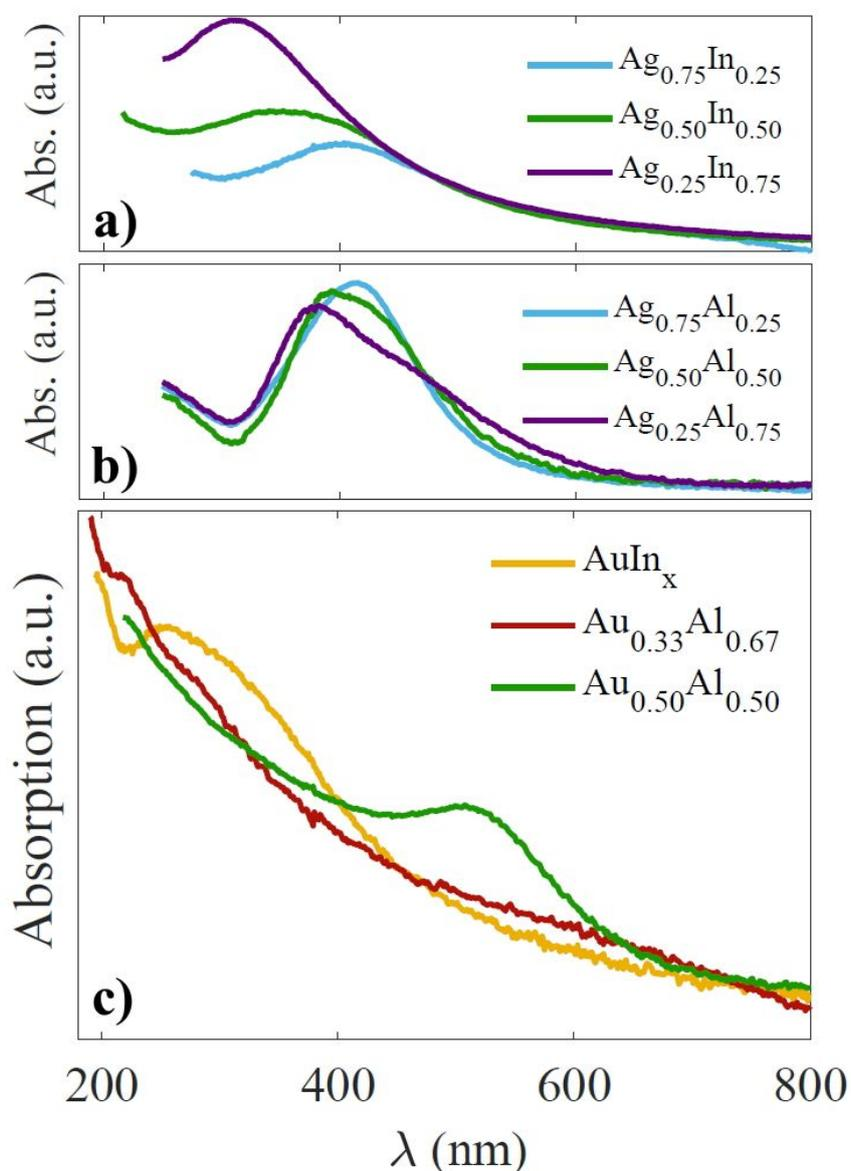 Abs. (a.u.)
Ag0.75In0.25
Ag0.50In0.50
Ag0.25In0.75
a)
Abs. (a.u.)
Ag0.75Al0.25
Ag0.50Al0.50
Ag0.25Al0.75
b)
Absorption (a.u.)
AuInx
Au0.33Al0.67
Au0.50Al0.50
c)
200 400 600 800
λ (nm)